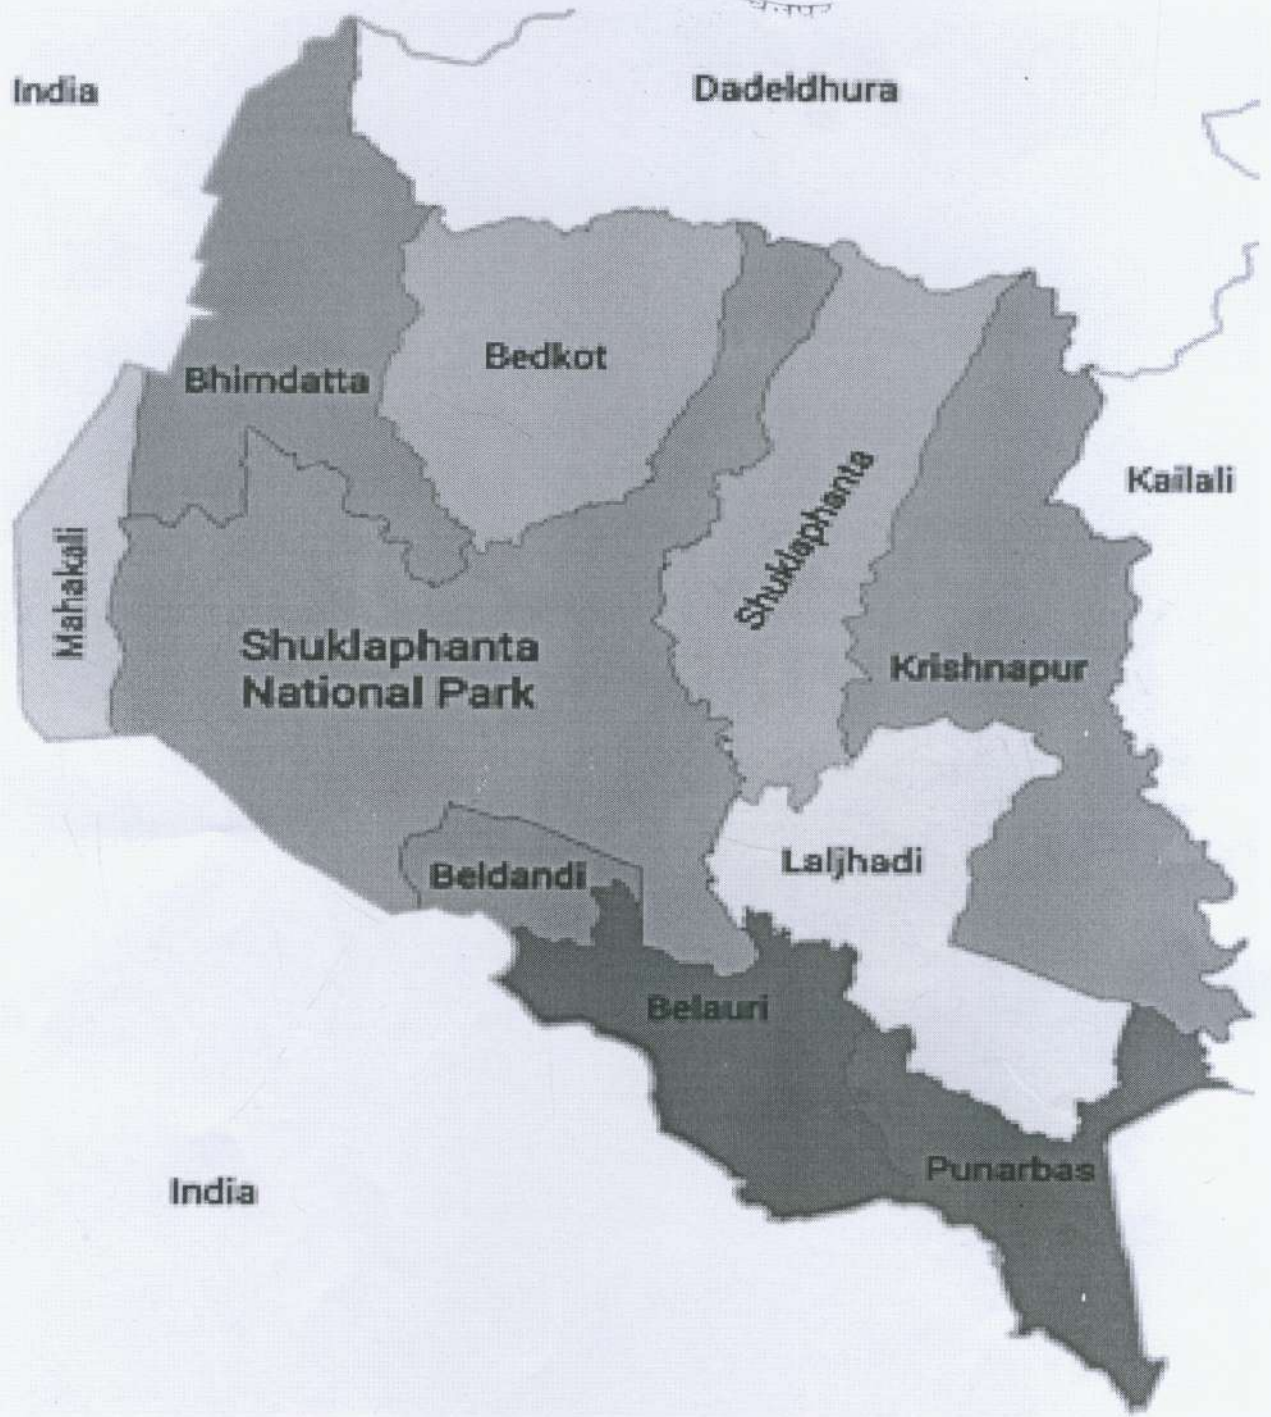 India
Dadeldhura
Bhimdatta
Bedkot
Kailali
Shuklaphanta
Mahakali
Shuklaphanta
National Park
Krishnapur
Laljhadi
Beldandi
Belauri
Punarbas
India